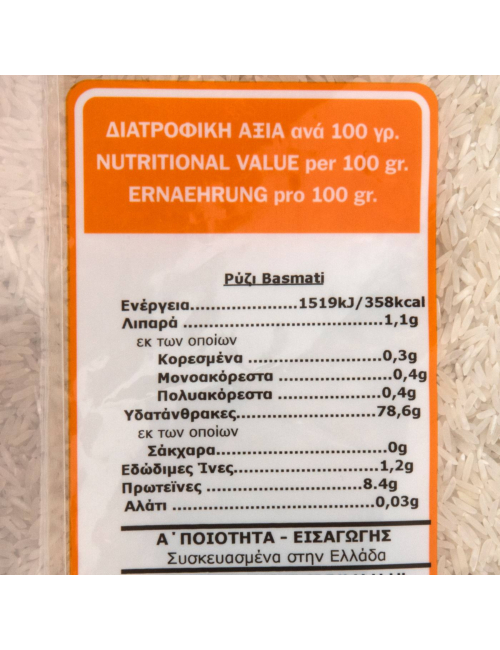 ΔΙΑΤΡΟΦΙΚΗ ΑΞΙΑ ανά 100 γρ.
NUTRITIONAL VALUE per 100 gr.
ERNAEHRUNG pro 100 gr.
Ρύζι Basmati
Ενέργεια......................1519kJ/358kcal
Λιπαρά ..................................1,1g
εκ των οποίων
Κορεσμένα .......................0,3g
Μονοακόρεστα ...................0,4g
Πολυακόρεστα ...................0,4g
Υδατάνθρακες.......................78,6g
εκ των οποίων
Σάκχαρα............................0g
Εδώδιμες Ίνες.........................1,2g
Πρωτεϊνες .........................8.4g
Αλάτι ................................0,03g
Α΄ ΠΟΙΟΤΗΤΑ - ΕΙΣΑΓΩΓΗΣ
Συσκευασμένα στην Ελλάδα